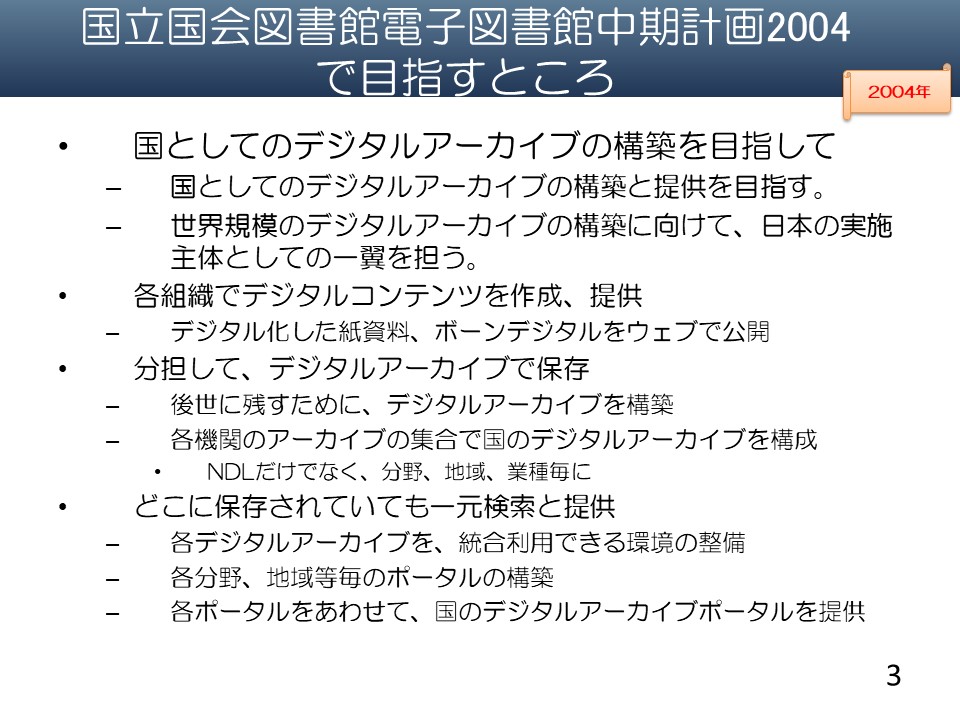 国立国会図書館電子図書館中期計画2004
で目指すところ
2004年
• 国としてのデジタルアーカイブの構築を目指して
– 国としてのデジタルアーカイブの構築と提供を目指す。
– 世界規模のデジタルアーカイブの構築に向けて、日本の実施
主体としての一翼を担う。
• 各組織でデジタルコンテンツを作成、提供
– デジタル化した紙資料、ボーンデジタルをウェブで公開
• 分担して、デジタルアーカイブで保存
– 後世に残すために、デジタルアーカイブを構築
– 各機関のアーカイブの集合で国のデジタルアーカイブを構成
• NDLだけでなく、分野、地域、業種毎に
• どこに保存されていても一元検索と提供
– 各デジタルアーカイブを、統合利用できる環境の整備
– 各分野、地域等毎のポータルの構築
– 各ポータルをあわせて、国のデジタルアーカイブポータルを提供
3